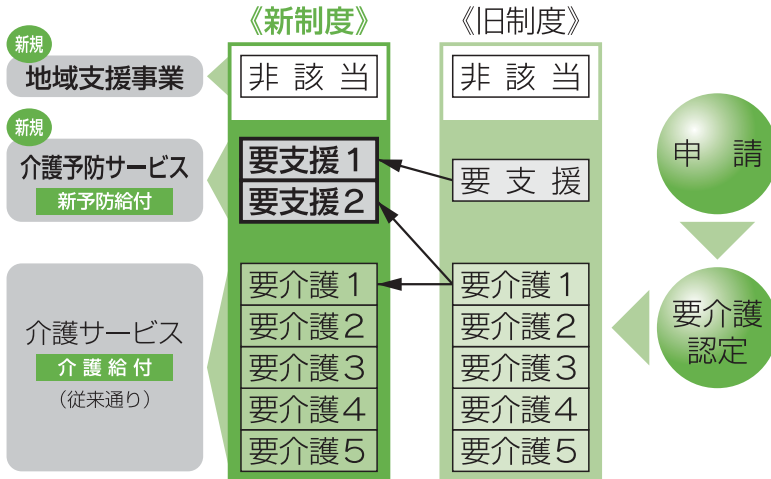 《新制度》
《旧制度》
新規
地域支援事業
非該当
非該当
新規
介護予防サービス
新予防給付
要支援1
要支援2
要支援
申請
介護サービス
介護給付
(従来通り)
要介護1
要介護2
要介護3
要介護4
要介護5
要介護1
要介護2
要介護3
要介護4
要介護5
要介護
認定